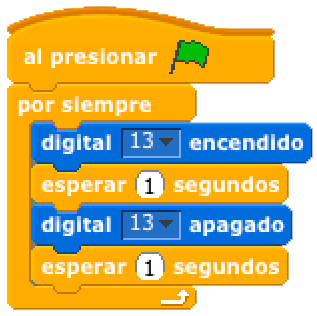 al presionar
por siempre
digital 13 encendido
esperar 1 segundos
digital 13 apagado
esperar 1 segundos